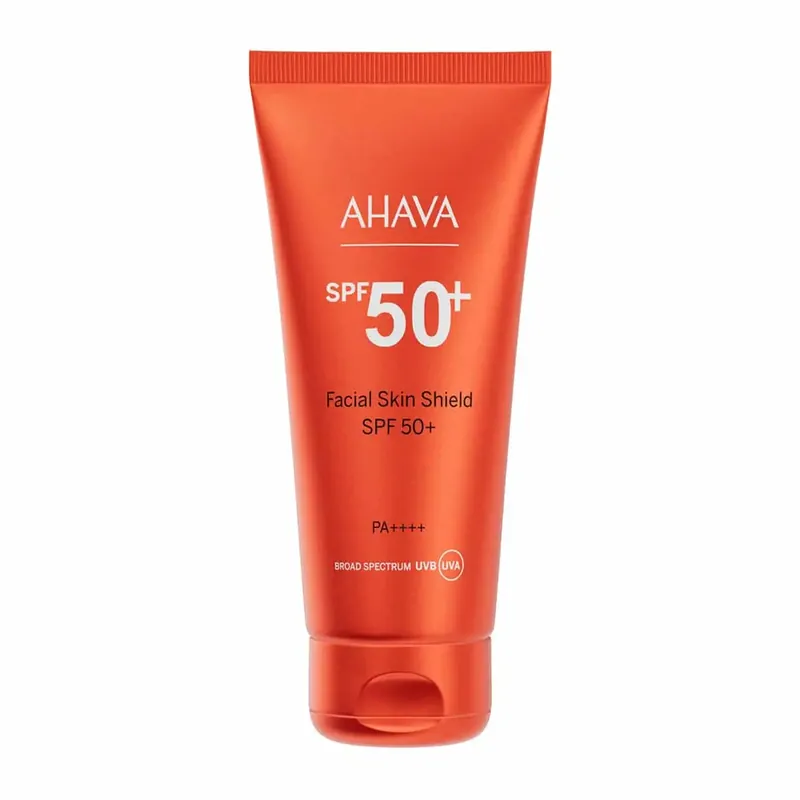 AHAVA
SPF 50+
Facial Skin Shield
SPF 50+
PA++++
BROAD SPECTRUM UVB UVA